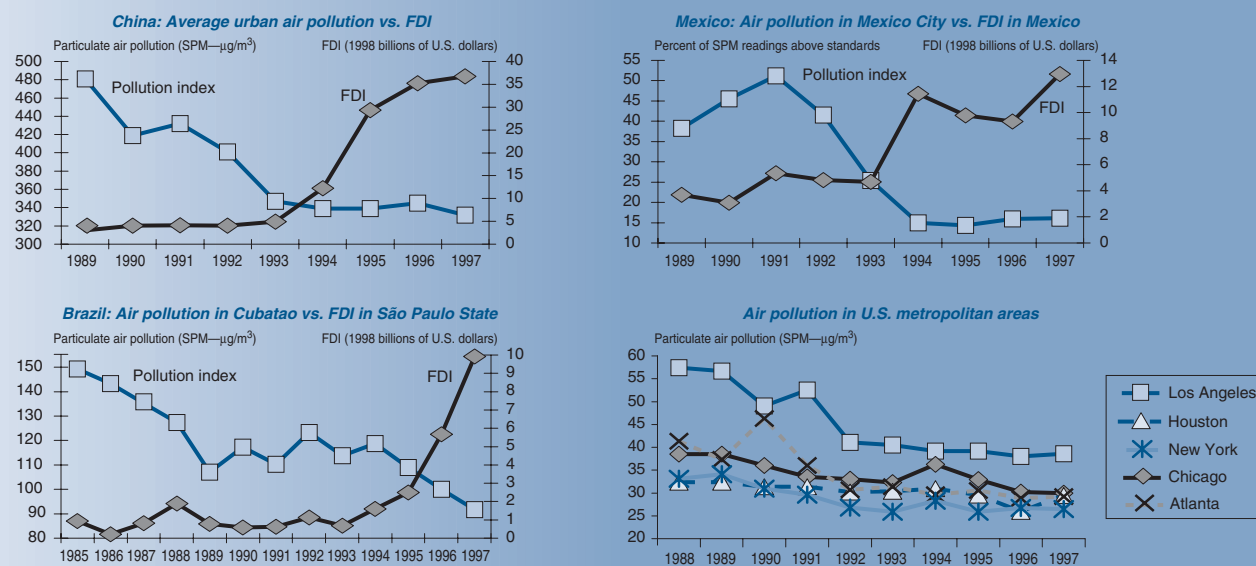 China: Average urban air pollution vs. FDI
Particulate air pollution (SPM—µg/m³)
FDI (1998 billions of U.S. dollars)
500
480
460
440
420
400
380
360
340
320
300
Pollution index
FDI
40
35
30
25
20
15
10
5
0
1989 1990 1991 1992 1993 1994 1995 1996 1997
Mexico: Air pollution in Mexico City vs. FDI in Mexico
Percent of SPM readings above standards
FDI (1998 billions of U.S. dollars)
55
50
45
40
35
30
25
20
15
10
Pollution index
FDI
14
12
10
8
6
4
2
0
1989 1990 1991 1992 1993 1994 1995 1996 1997
Brazil: Air pollution in Cubatao vs. FDI in São Paulo State
Particulate air pollution (SPM—µg/m³)
FDI (1998 billions of U.S. dollars)
150
140
130
120
110
100
90
80
Pollution index
FDI
10
9
8
7
6
5
4
3
2
1
0
1985 1986 1987 1988 1989 1990 1991 1992 1993 1994 1995 1996 1997
Air pollution in U.S. metropolitan areas
Particulate air pollution (SPM—µg/m³)
60
55
50
45
40
35
30
25
20
1988 1989 1990 1991 1992 1993 1994 1995 1996 1997
Los Angeles
Houston
New York
Chicago
Atlanta